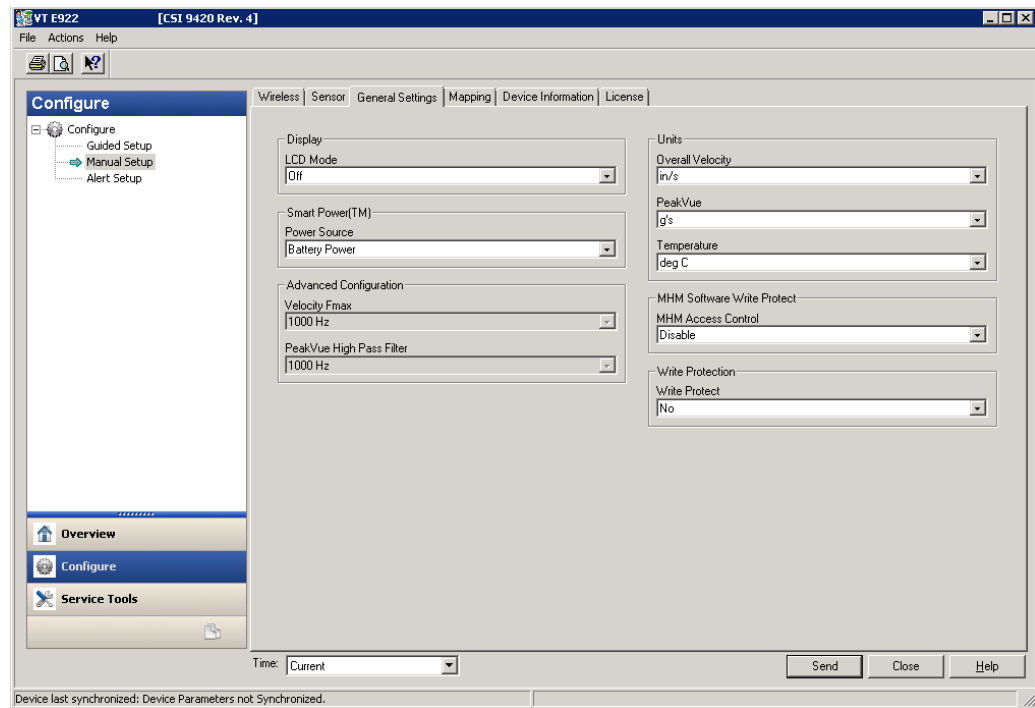 VT E922 [CSI 9420 Rev. 4]
File Actions Help
Configure
Configure
Guided Setup
Manual Setup
Alert Setup
Overview
Configure
Service Tools
Wireless Sensor General Settings Mapping Device Information License
Display
LCD Mode
Off
Smart Power(TM)
Power Source
Battery Power
Advanced Configuration
Velocity Fmax
1000 Hz
PeakVue High Pass Filter
1000 Hz
Units
Overall Velocity
in/s
PeakVue
g's
Temperature
deg C
MHM Software Write Protect
MHM Access Control
Disable
Write Protection
Write Protect
No
Time: Current
Send Close Help
Device last synchronized: Device Parameters not Synchronized.